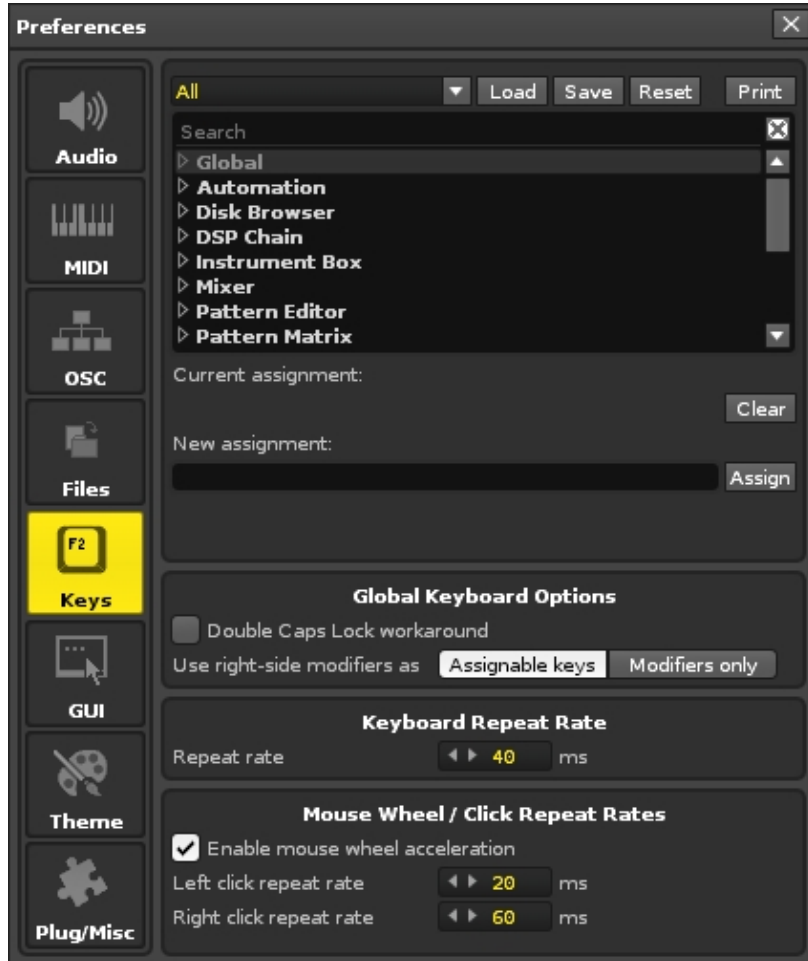 Preferences
Audio
MIDI
OSC
Files
F2
Keys
GUI
Theme
Plug/Misc
All Load Save Reset Print
Search
Global
Automation
Disk Browser
DSP Chain
Instrument Box
Mixer
Pattern Editor
Pattern Matrix
Current assignment:
Clear
New assignment:
Assign
Global Keyboard Options
Double Caps Lock workaround
Use right-side modifiers as Assignable keys Modifiers only
Keyboard Repeat Rate
Repeat rate 40 ms
Mouse Wheel / Click Repeat Rates
Enable mouse wheel acceleration
Left click repeat rate 20 ms
Right click repeat rate 60 ms